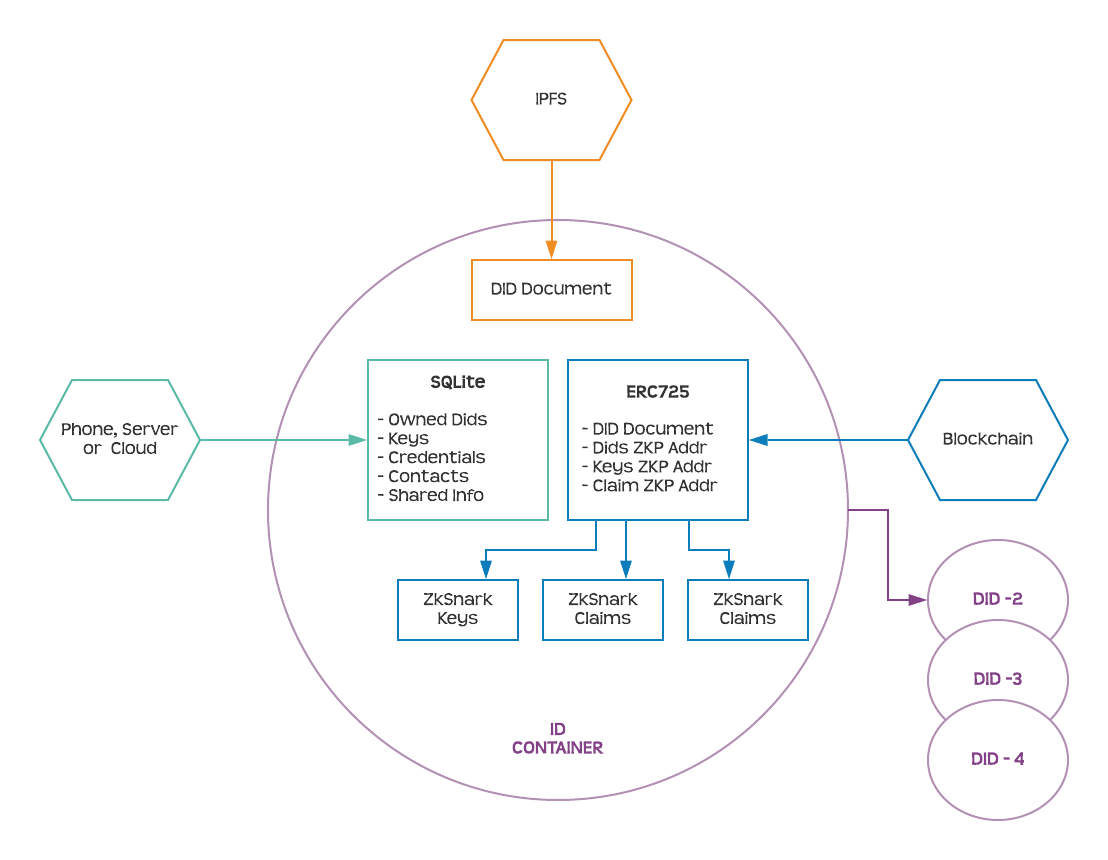 IPFS
DID Document
Phone, Server
or Cloud
SQLite
- Owned Dids
- Keys
- Credentials
- Contacts
- Shared Info
ERC725
- DID Document
- Dids ZKP Addr
- Keys ZKP Addr
- Claim ZKP Addr
Blockchain
ZkSnark
Keys
ZkSnark
Claims
ZkSnark
Claims
DID -2
DID -3
DID - 4
ID
CONTAINER